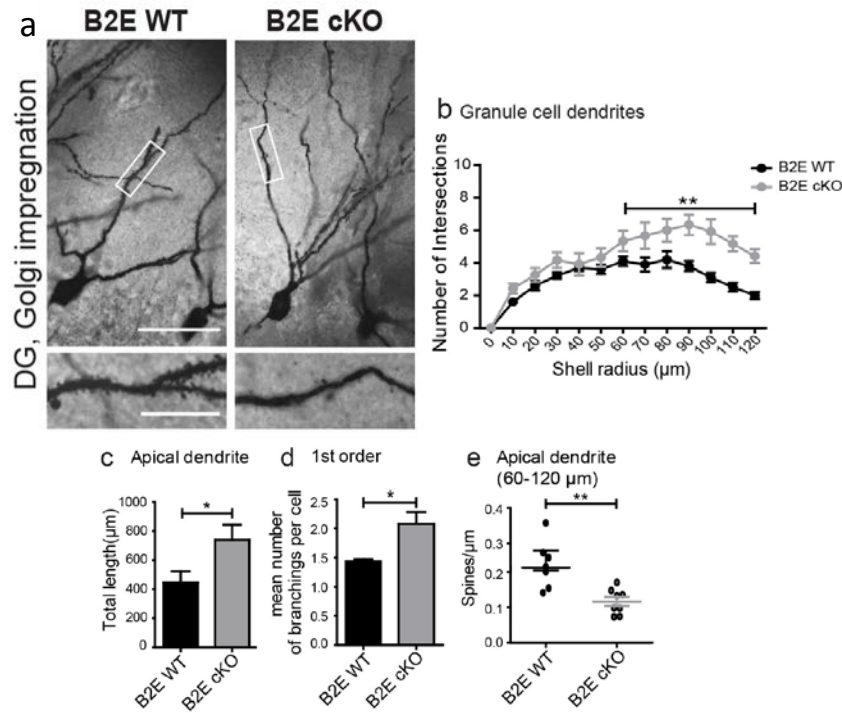 a
B2E WT
B2E cKO
DG, Golgi impregnation
b Granule cell dendrites
Number of Intersections
10
8
6
4
2
0
**
B2E WT
B2E cKO
0 10 20 30 40 50 60 70 80 90 100 110 120
Shell radius (μm)
c Apical dendrite
Total length(μm)
1000
800
600
400
200
0
*
B2E WT
B2E cKO
d 1st order
mean number
of branchings per cell
2.5
2.0
1.5
1.0
0.5
0.0
*
B2E WT
B2E cKO
e Apical dendrite
(60-120 μm)
Spines/μm
0.4
0.3
0.2
0.1
0.0
**
B2E WT
B2E cKO